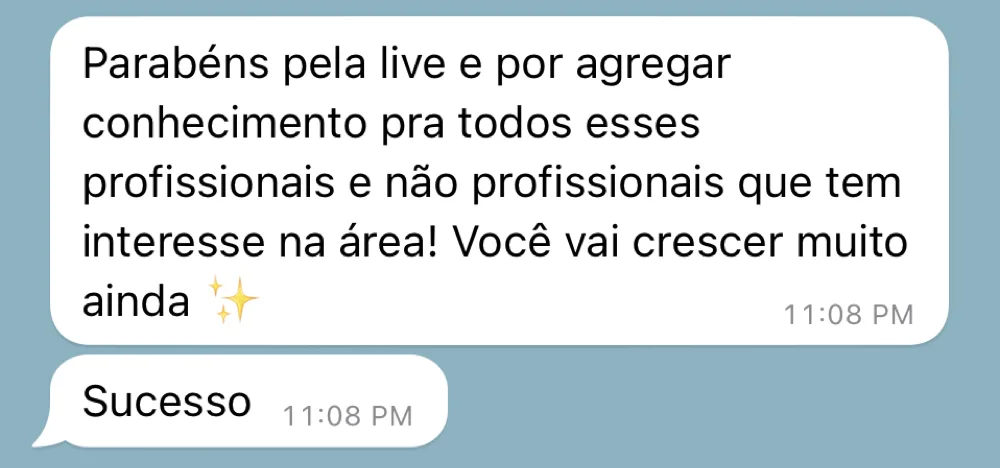 Parabéns pela live e por agregar
conhecimento pra todos esses
profissionais e não profissionais que tem
interesse na área! Você vai crescer muito
ainda ✨
11:08 PM
Sucesso 11:08 PM